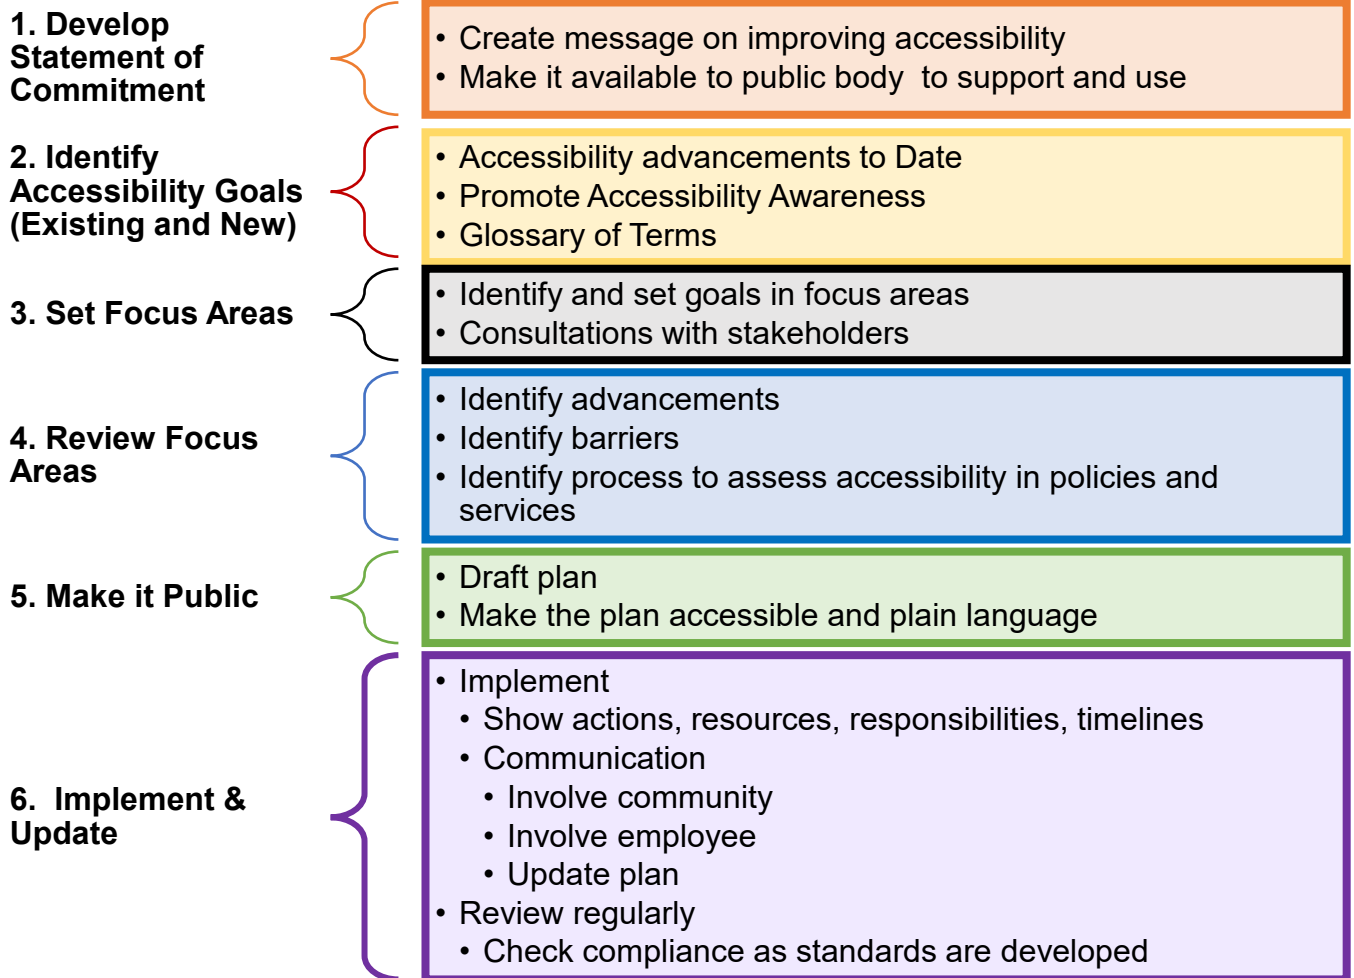 1. Develop
Statement of
Commitment
• Create message on improving accessibility
• Make it available to public body  to support and use
2. Identify
Accessibility Goals
(Existing and New)
• Accessibility advancements to Date
• Promote Accessibility Awareness
• Glossary of Terms
3. Set Focus Areas
• Identify and set goals in focus areas
• Consultations with stakeholders
4. Review Focus
Areas
• Identify advancements
• Identify barriers
• Identify process to assess accessibility in policies and
services
5. Make it Public
• Draft plan
• Make the plan accessible and plain language
6.  Implement &
Update
• Implement
• Show actions, resources, responsibilities, timelines
• Communication
• Involve community
• Involve employee
• Update plan
• Review regularly
• Check compliance as standards are developed